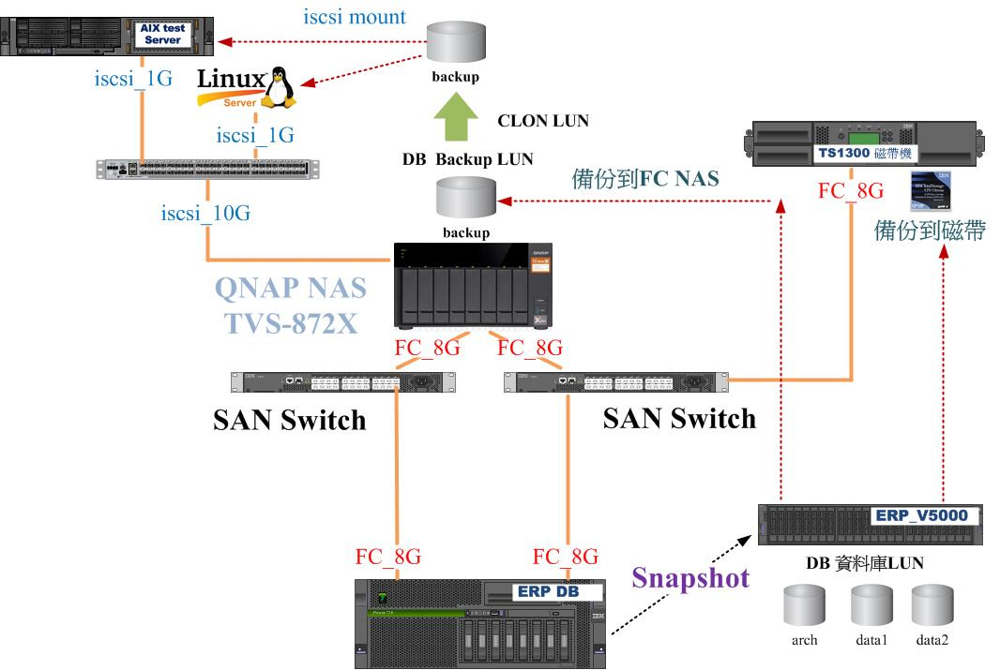 AIX test
Server
iscsi mount
iscsi_1G
Linux
Server
backup
CLON LUN
iscsi_1G
DB Backup LUN
TS1300 磁帶機
備份到FC NAS
FC_8G
iscsi_10G
backup
備份到磁帶
QNAP
QNAP NAS
TVS-872X
FC_8G
FC_8G
SAN Switch
SAN Switch
ERP_V5000
FC_8G
FC_8G
DB 資料庫LUN
Snapshot
ERP DB
arch
data1
data2